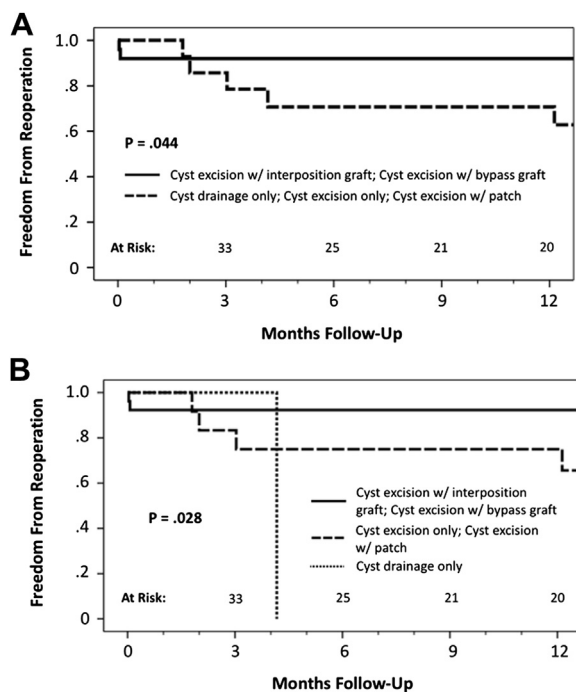 A
1.0
.8
.6
.4
.2
0
Freedom From Reoperation
P = .044
Cyst excision w/ interposition graft; Cyst excision w/ bypass graft
Cyst drainage only; Cyst excision only; Cyst excision w/ patch
At Risk: 33 25 21 20
0 3 6 9 12
Months Follow-Up
B
1.0
.8
.6
.4
.2
0
Freedom From Reoperation
P = .028
Cyst excision w/ interposition
graft; Cyst excision w/ bypass graft
Cyst excision only; Cyst excision
w/ patch
Cyst drainage only
At Risk: 33 25 21 20
0 3 6 9 12
Months Follow-Up